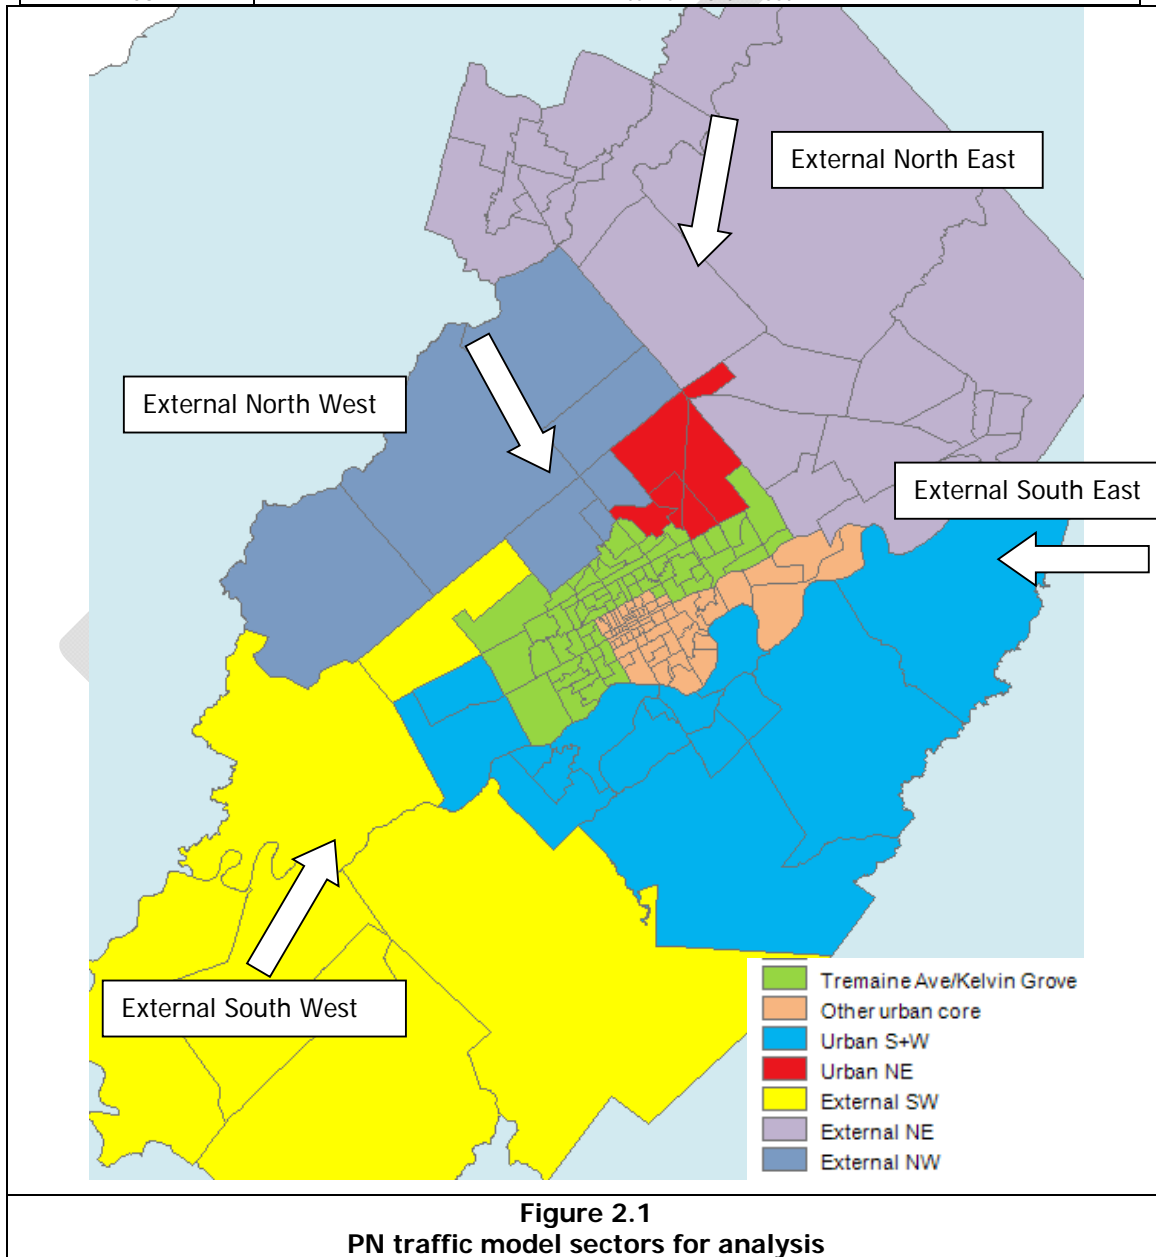 External North East
External North West
External South East
External South West
Tremaine Ave/Kelvin Grove
Other urban core
Urban S+W
Urban NE
External SW
External NE
External NW
Figure 2.1
PN traffic model sectors for analysis